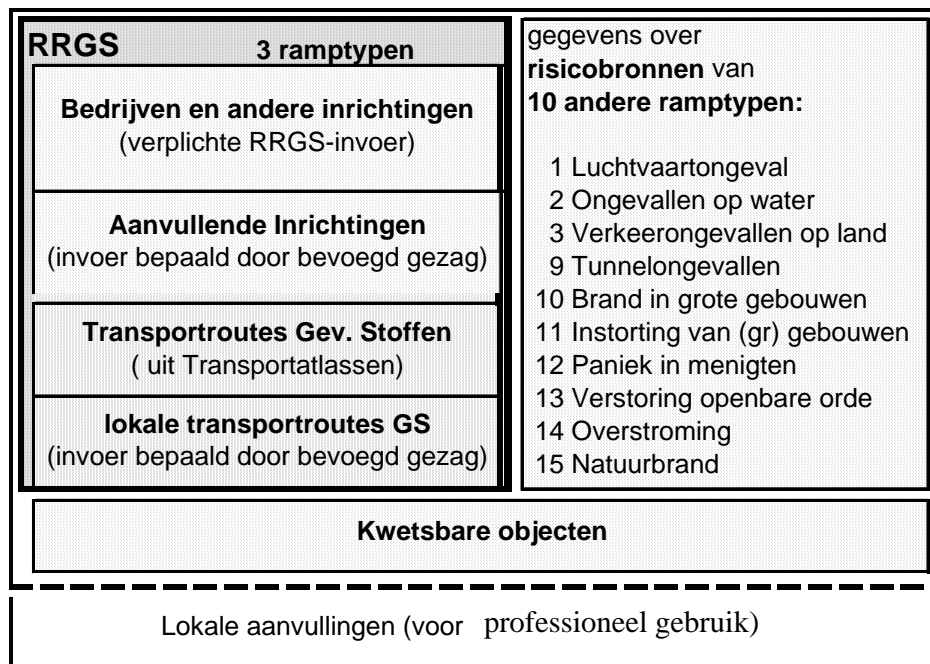 RRGS 3 ramptypen
Bedrijven en andere inrichtingen
(verplichte RRGS-invoer)
Aanvullende Inrichtingen
(invoer bepaald door bevoegd gezag)
Transportroutes Gev. Stoffen
( uit Transportatlassen)
lokale transportroutes GS
(invoer bepaald door bevoegd gezag)
gegevens over
risicobronnen van
10 andere ramptypen:
1 Luchtvaartongeval
2 Ongevallen op water
3 Verkeerongevallen op land
9 Tunnelongevallen
10 Brand in grote gebouwen
11 Instorting van (gr) gebouwen
12 Paniek in menigten
13 Verstoring openbare orde
14 Overstroming
15 Natuurbrand
Kwetsbare objecten
Lokale aanvullingen (voor professioneel gebruik)